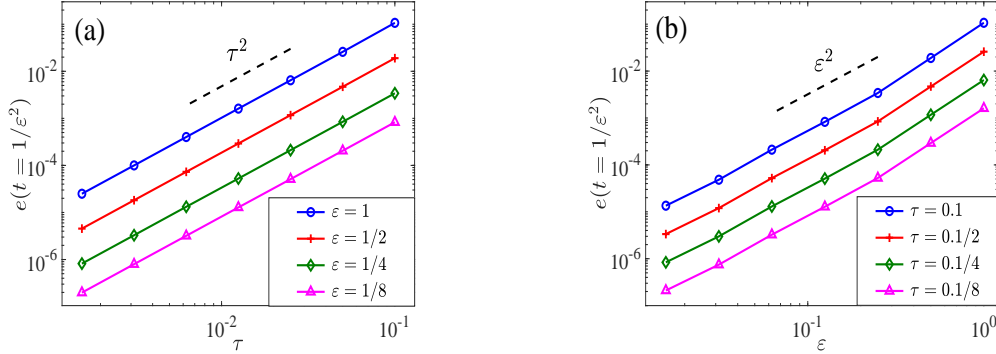 (a)
τ²
10⁻²
10⁻⁴
10⁻⁶
e(t = 1/ε²)
ε = 1
ε = 1/2
ε = 1/4
ε = 1/8
10⁻²
10⁻¹
τ
(b)
ε²
10⁻²
10⁻⁴
10⁻⁶
e(t = 1/ε²)
τ = 0.1
τ = 0.1/2
τ = 0.1/4
τ = 0.1/8
10⁻¹
10⁰
ε